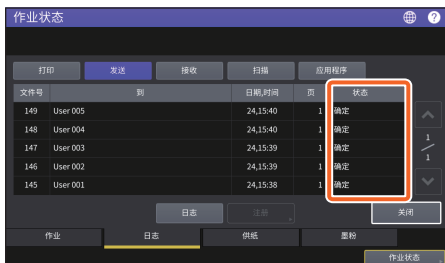 作业状态 ?
打印 发送 接收 扫描 应用程序
文件号 到 日期,时间 页 状态
149 User 005 24,15:40 1 确定
148 User 004 24,15:40 1 确定
147 User 003 24,15:39 1 确定
146 User 002 24,15:39 1 确定
145 User 001 24,15:38 1 确定
1
1
日志 注册 关闭
作业 日志 供纸 墨粉
作业状态